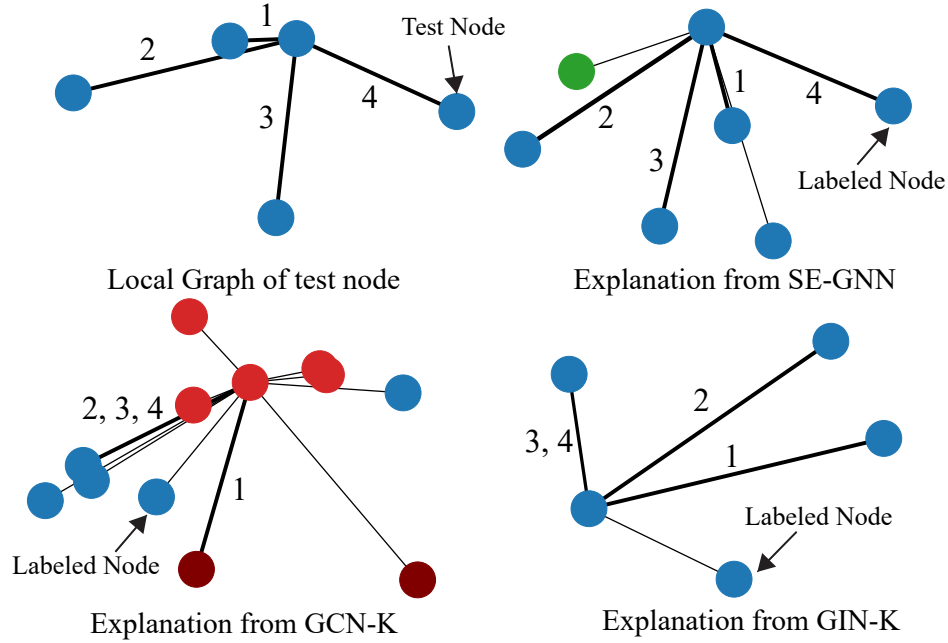 1
2
3
4
Test Node
Local Graph of test node
1
2
3
4
Labeled Node
Explanation from SE-GNN
2, 3, 4
1
Labeled Node
Explanation from GCN-K
2
3, 4
1
Labeled Node
Explanation from GIN-K